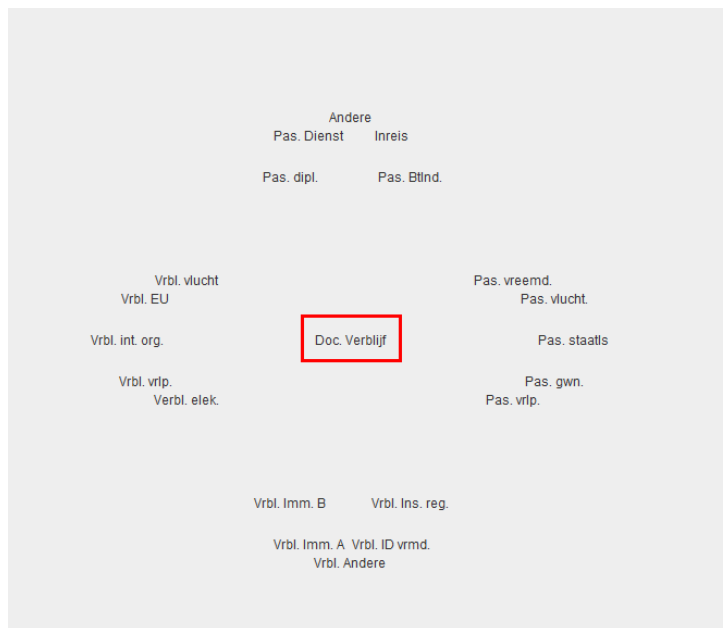 Andere
Pas. Dienst Inreis
Pas. dipl. Pas. Btlnd.
Vrbl. vlucht Pas. vreemd.
Vrbl. EU Pas. vlucht.
Vrbl. int. org. Doc. Verblijf Pas. staatls
Vrbl. vrlp. Pas. gwn.
Verbl. elek. Pas. vrlp.
Vrbl. Imm. B Vrbl. Ins. reg.
Vrbl. Imm. A Vrbl. ID vrmd.
Vrbl. Andere